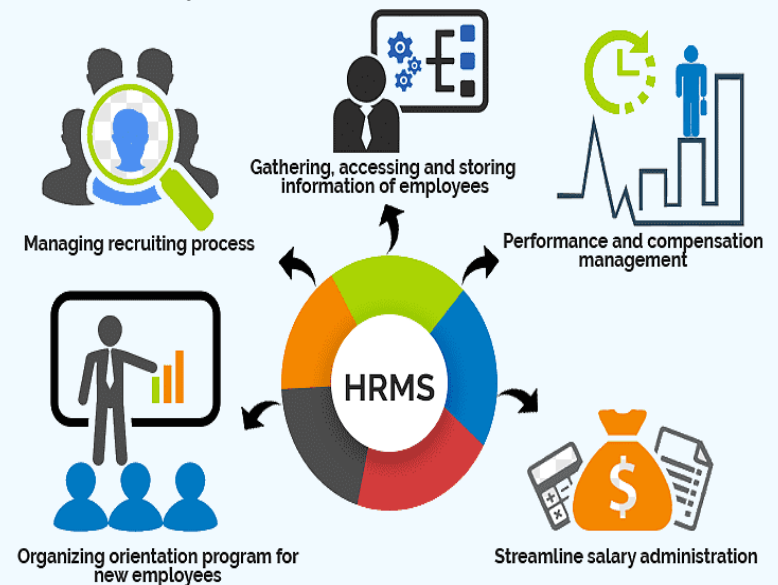 Gathering, accessing and storing
information of employees
Managing recruiting process
Performance and compensation
management
HRMS
$
Organizing orientation program for
new employees
Streamline salary administration